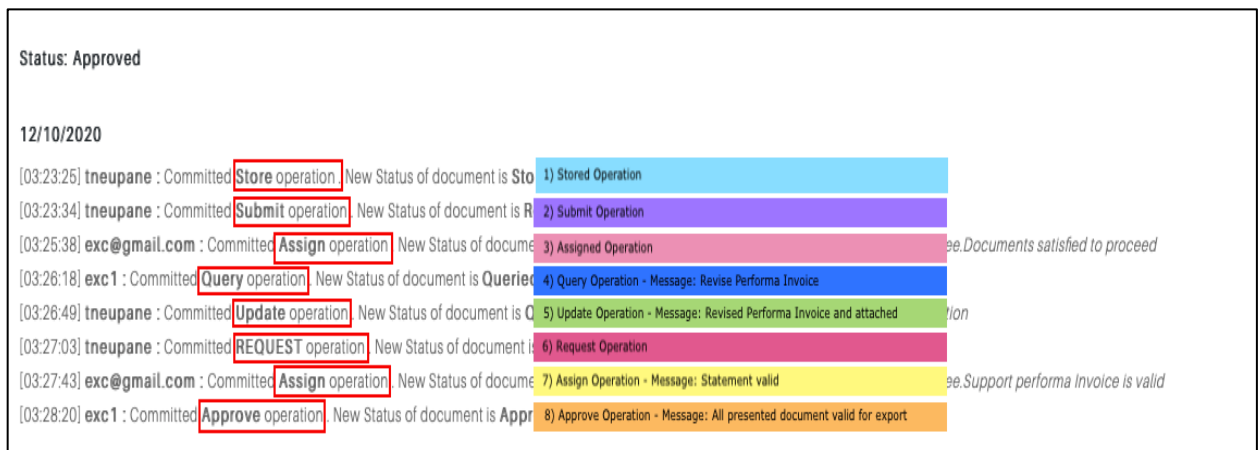 Status: Approved
12/10/2020
[03:23:25] tneupane : Committed Store operation . New Status of document is Sto 1) Stored Operation
[03:23:34] tneupane : Committed Submit operation . New Status of document is R 2) Submit Operation
[03:25:38] exc@gmail.com : Committed Assign operation . New Status of docume 3) Assigned Operation ee.Documents satisfied to proceed
[03:26:18] exc1 : Committed Query operation . New Status of document is Queried 4) Query Operation - Message: Revise Performa Invoice
[03:26:49] tneupane : Committed Update operation . New Status of document is Q 5) Update Operation - Message: Revised Performa Invoice and attached tion
[03:27:03] tneupane : Committed REQUEST operation . New Status of document i 6) Request Operation
[03:27:43] exc@gmail.com : Committed Assign operation . New Status of docume 7) Assign Operation - Message: Statement valid ee.Support performa Invoice is valid
[03:28:20] exc1 : Committed Approve operation . New Status of document is Appr 8) Approve Operation - Message: All presented document valid for export